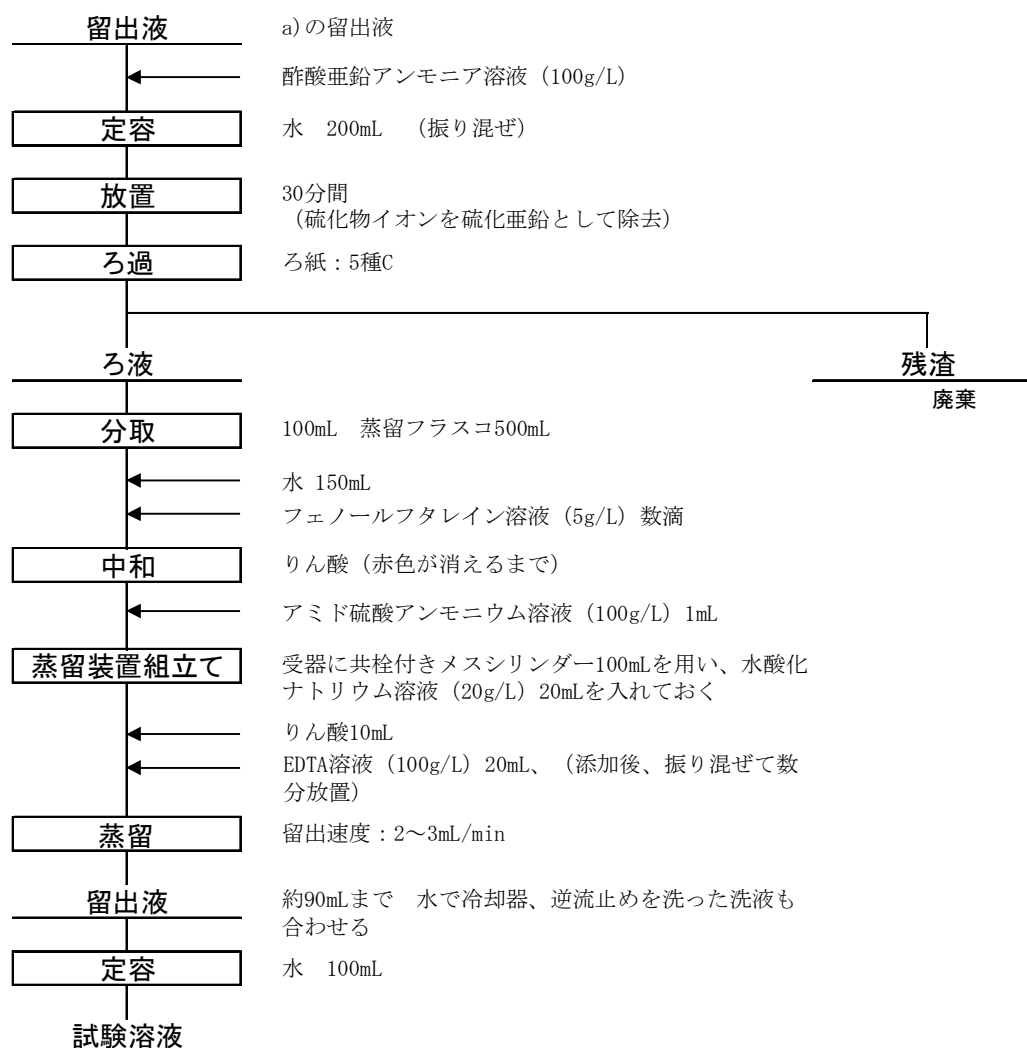 留出液
a)の留出液
酢酸亜鉛アンモニア溶液 (100g/L)
定容
水　200mL　（振り混ぜ）
放置
30分間
（硫化物イオンを硫化亜鉛として除去）
ろ過
ろ紙：5種C
ろ液
残渣
廃棄
分取
100mL　蒸留フラスコ500mL
水 150mL
フェノールフタレイン溶液 (5g/L) 数滴
中和
りん酸（赤色が消えるまで）
アミド硫酸アンモニウム溶液 (100g/L) 1mL
蒸留装置組立て
受器に共栓付きメスシリンダー100mLを用い、水酸化
ナトリウム溶液 (20g/L) 20mLを入れておく
りん酸10mL
EDTA溶液 (100g/L) 20mL、（添加後、振り混ぜて数
分放置）
蒸留
留出速度：2～3mL/min
留出液
約90mLまで　水で冷却器、逆流止めを洗った洗液も
合わせる
定容
水　100mL
試験溶液